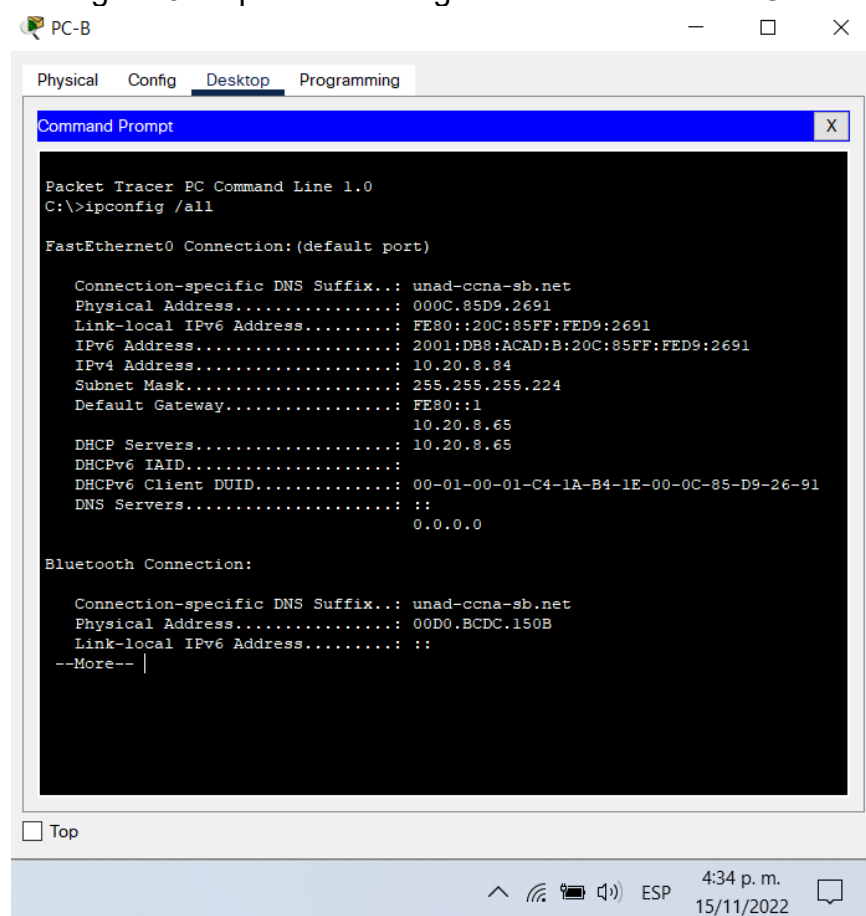 PC-B
Physical Config Desktop Programming
Command Prompt X
Packet Tracer PC Command Line 1.0
C:\>ipconfig /all
FastEthernet0 Connection:(default port)
Connection-specific DNS Suffix..: unad-ccna-sb.net
Physical Address................: 000C.85D9.2691
Link-local IPv6 Address.........: FE80::20C:85FF:FED9:2691
IPv6 Address....................: 2001:DB8:ACAD:B:20C:85FF:FED9:2691
IPv4 Address....................: 10.20.8.84
Subnet Mask.....................: 255.255.255.224
Default Gateway.................: FE80::1
10.20.8.65
DHCP Servers....................: 10.20.8.65
DHCPv6 IAID.....................:
DHCPv6 Client DUID..............: 00-01-00-01-C4-1A-B4-1E-00-0C-85-D9-26-91
DNS Servers.....................: ::
0.0.0.0
Bluetooth Connection:
Connection-specific DNS Suffix..: unad-ccna-sb.net
Physical Address................: 00D0.BCDC.150B
Link-local IPv6 Address.........: ::
--More--
Top
ESP 4:34 p. m.
15/11/2022